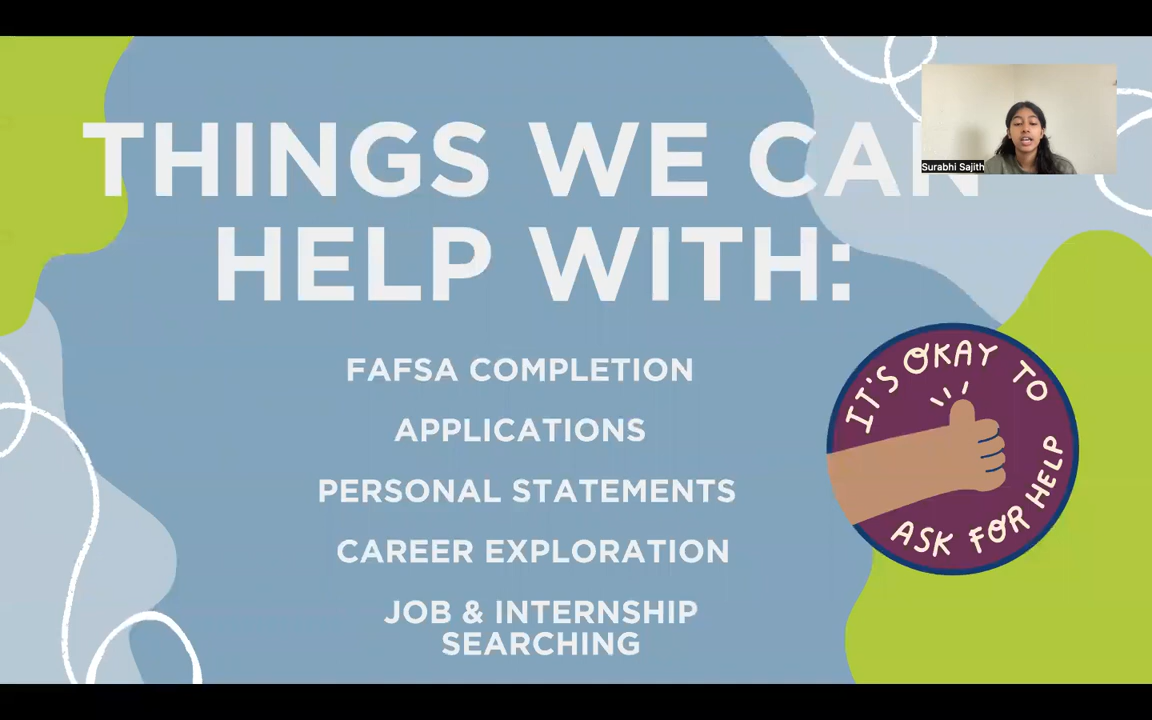 THINGS WE CAN
HELP WITH:
Surabhi Sajith
FAFSA COMPLETION
APPLICATIONS
PERSONAL STATEMENTS
CAREER EXPLORATION
JOB & INTERNSHIP
SEARCHING
IT'S OKAY TO
ASK FOR HELP